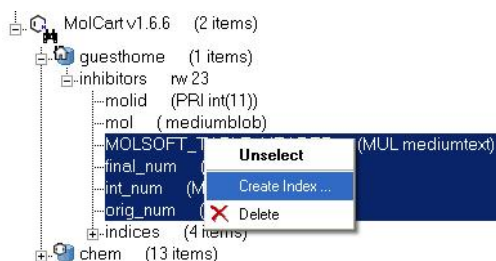 MolCart v1.6.6 (2 items)
guesthome (1 items)
inhibitors rw 23
molid (PRI int(11))
mol ( mediumblob)
MOLSOFT_T (MUL mediumtext)
final_num (
int_num (M
orig_num (
Unselect
Create Index ...
Delete
indices (4 items)
chem (13 items)